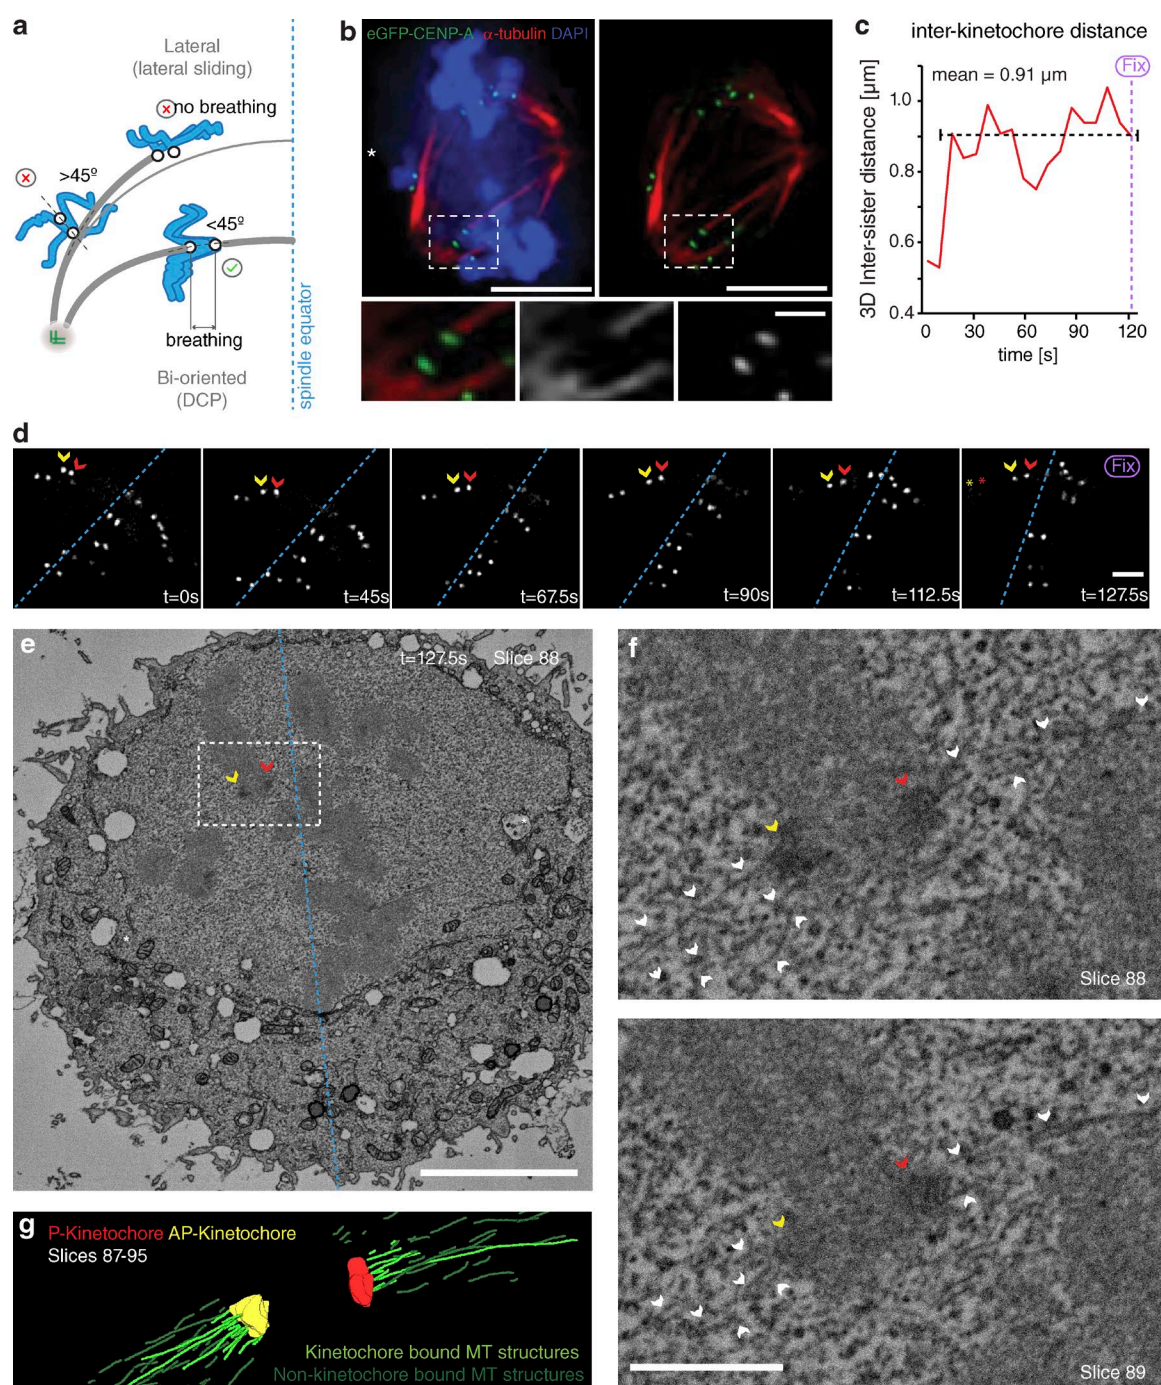 a
Lateral
(lateral sliding)
no breathing
>45º
<45º
breathing
Bi-oriented
(DCP)
spindle equator
b
eGFP-CENP-A α-tubulin DAPI
*
c
inter-kinetochore distance
Fix
mean = 0.91 µm
3D Inter-sister distance [µm]
1.0
0.8
0.6
0.4
0
30
60
90
120
time [s]
d
Fix
* *
t=0s
t=45s
t=67.5s
t=90s
t=112.5s
t=127.5s
e
t=127.5s Slice 88
*
*
f
Slice 88
Slice 89
g
P-Kinetochore AP-Kinetochore
Slices 87-95
Kinetochore bound MT structures
Non-kinetochore bound MT structures